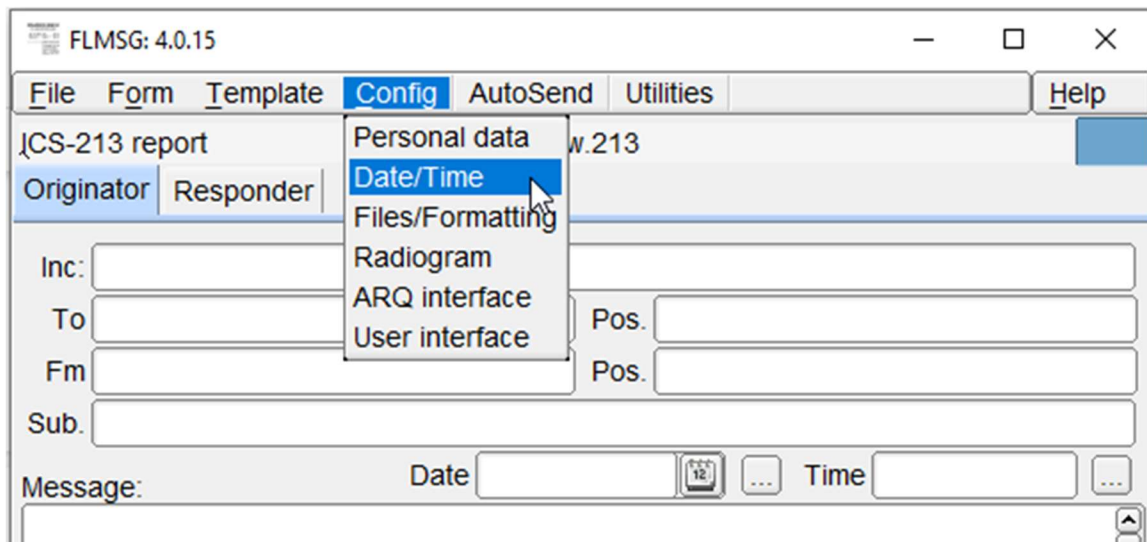 FLMSG: 4.0.15
File Form Template Config AutoSend Utilities Help
ICS-213 report w.213
Personal data
Date/Time
Files/Formatting
Radiogram
ARQ interface
User interface
Originator Responder
Inc:
To Pos.
Fm Pos.
Sub.
Message: Date 12 ... Time ...